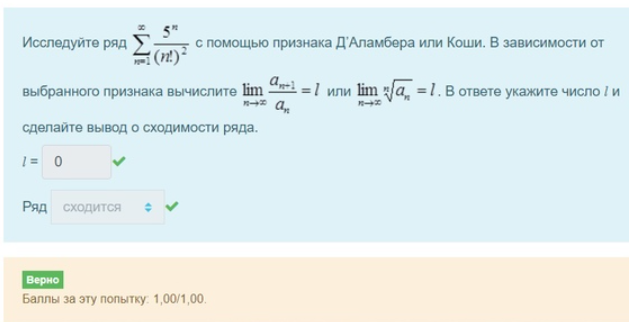 Исследуйте ряд $\sum_{n=1}^{\infty} \frac{5^n}{(n!)^2}$ с помощью признака Д'Аламбера или Коши. В зависимости от
выбранного признака вычислите $\lim_{n\to\infty} \frac{a_{n+1}}{a_n} = l$ или $\lim_{n\to\infty} \sqrt[n]{a_n} = l$. В ответе укажите число l и
сделайте вывод о сходимости ряда.
l = 0
Ряд сходится
Верно
Баллы за эту попытку: 1,00/1,00.